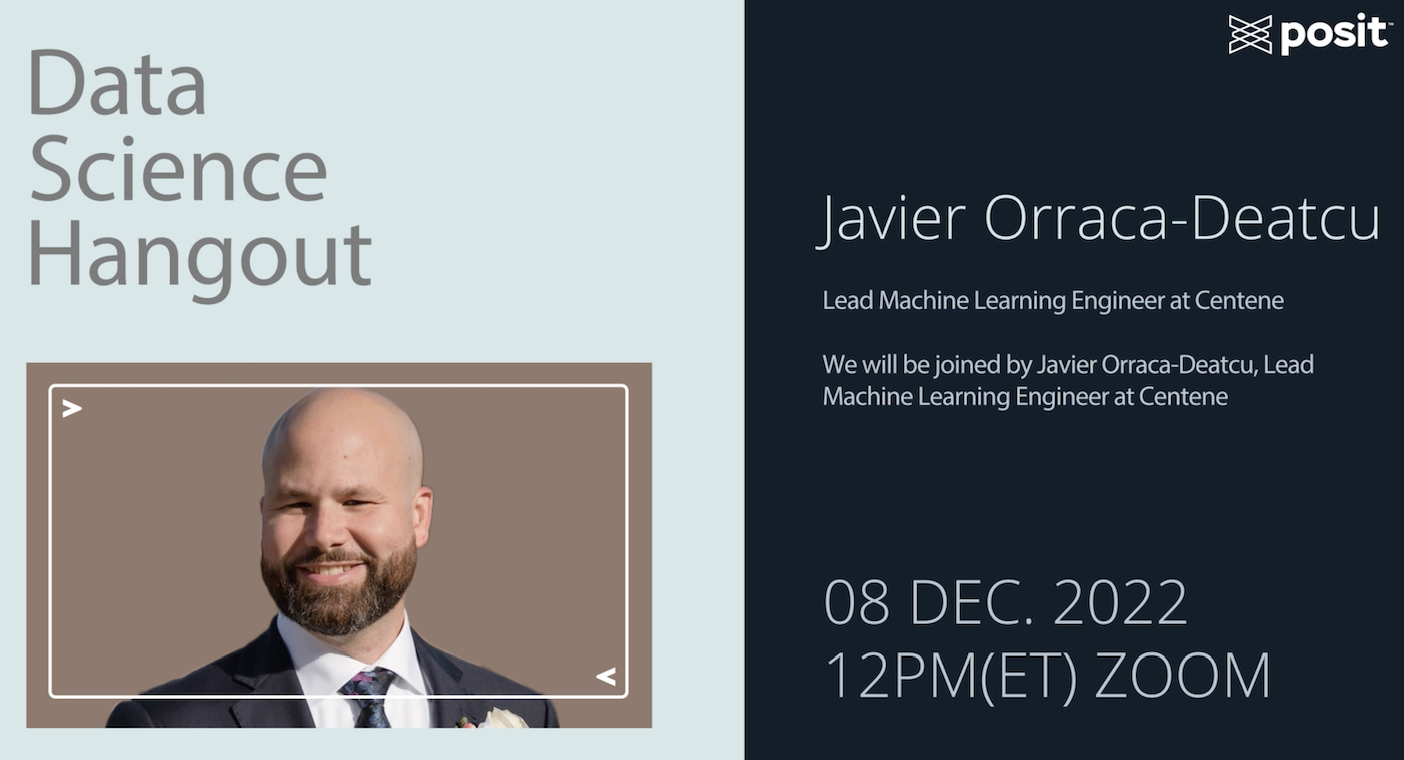 Data
Science
Hangout
>
<
posit™
Javier Orraca-Deatcu
Lead Machine Learning Engineer at Centene
We will be joined by Javier Orraca-Deatcu, Lead
Machine Learning Engineer at Centene
08 DEC. 2022
12PM(ET) ZOOM